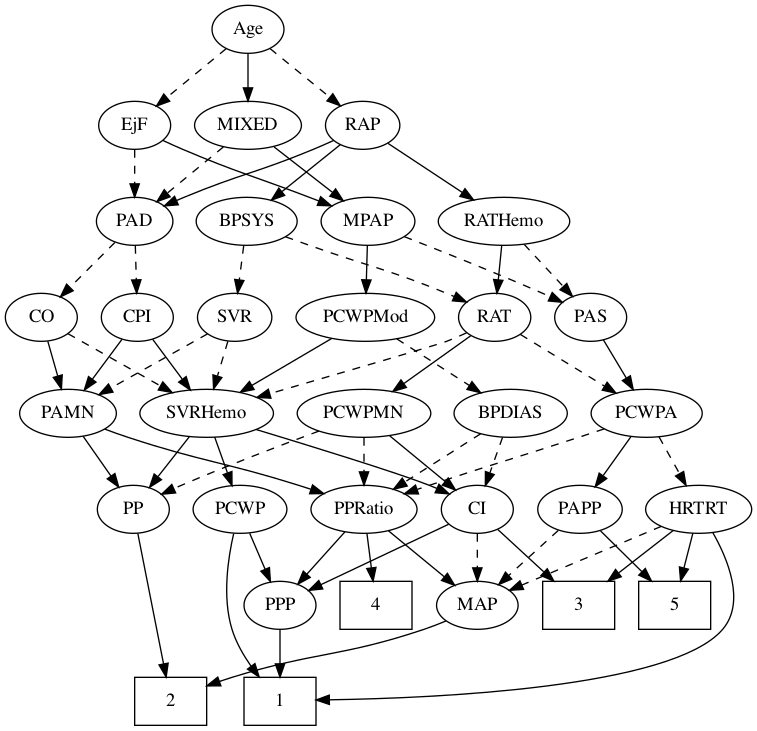 Age
EjF
MIXED
RAP
PAD
BPSYS
MPAP
RATHemo
CO
CPI
SVR
PCWPMod
RAT
PAS
PAMN
SVRHemo
PCWPMN
BPDIAS
PCWPA
PP
PCWP
PPRatio
CI
PAPP
HRTRT
PPP
4
MAP
3
5
2
1